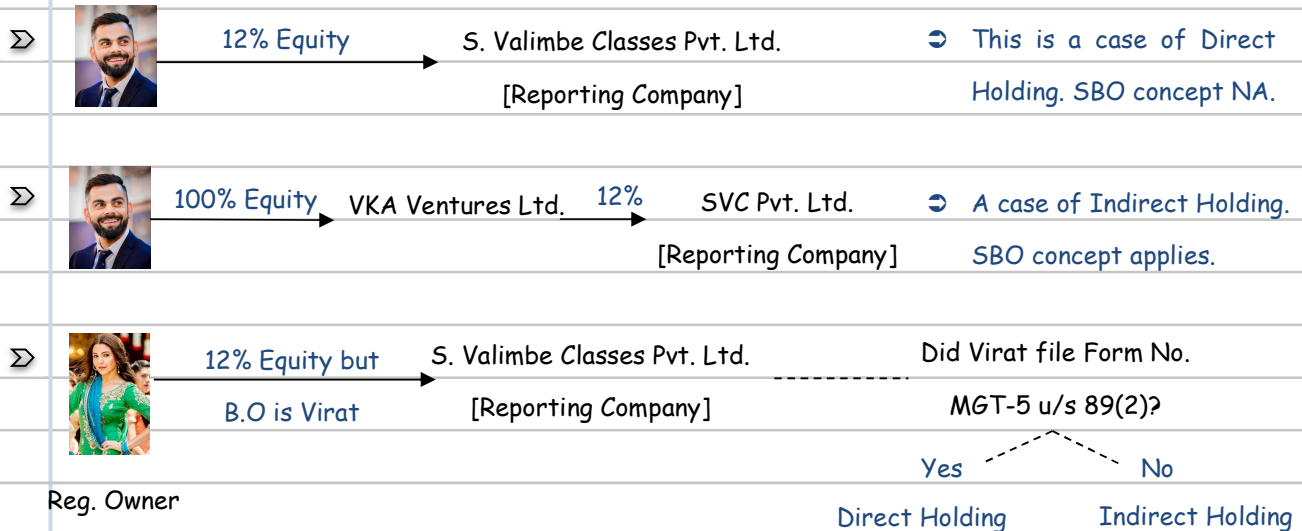 12% Equity S. Valimbe Classes Pvt. Ltd. ➲ This is a case of Direct
[Reporting Company] Holding. SBO concept NA.
100% Equity VKA Ventures Ltd. 12% SVC Pvt. Ltd. ➲ A case of Indirect Holding.
[Reporting Company] SBO concept applies.
12% Equity but S. Valimbe Classes Pvt. Ltd. Did Virat file Form No.
B.O is Virat [Reporting Company] MGT-5 u/s 89(2)?
Yes No
Reg. Owner
Direct Holding Indirect Holding